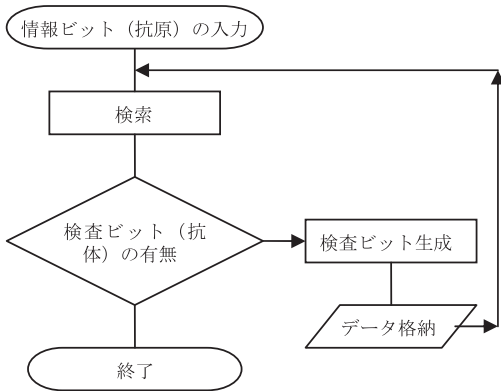 情報ビット（抗原）の入力
検索
検査ビット（抗
体）の有無
検査ビット生成
データ格納
終了